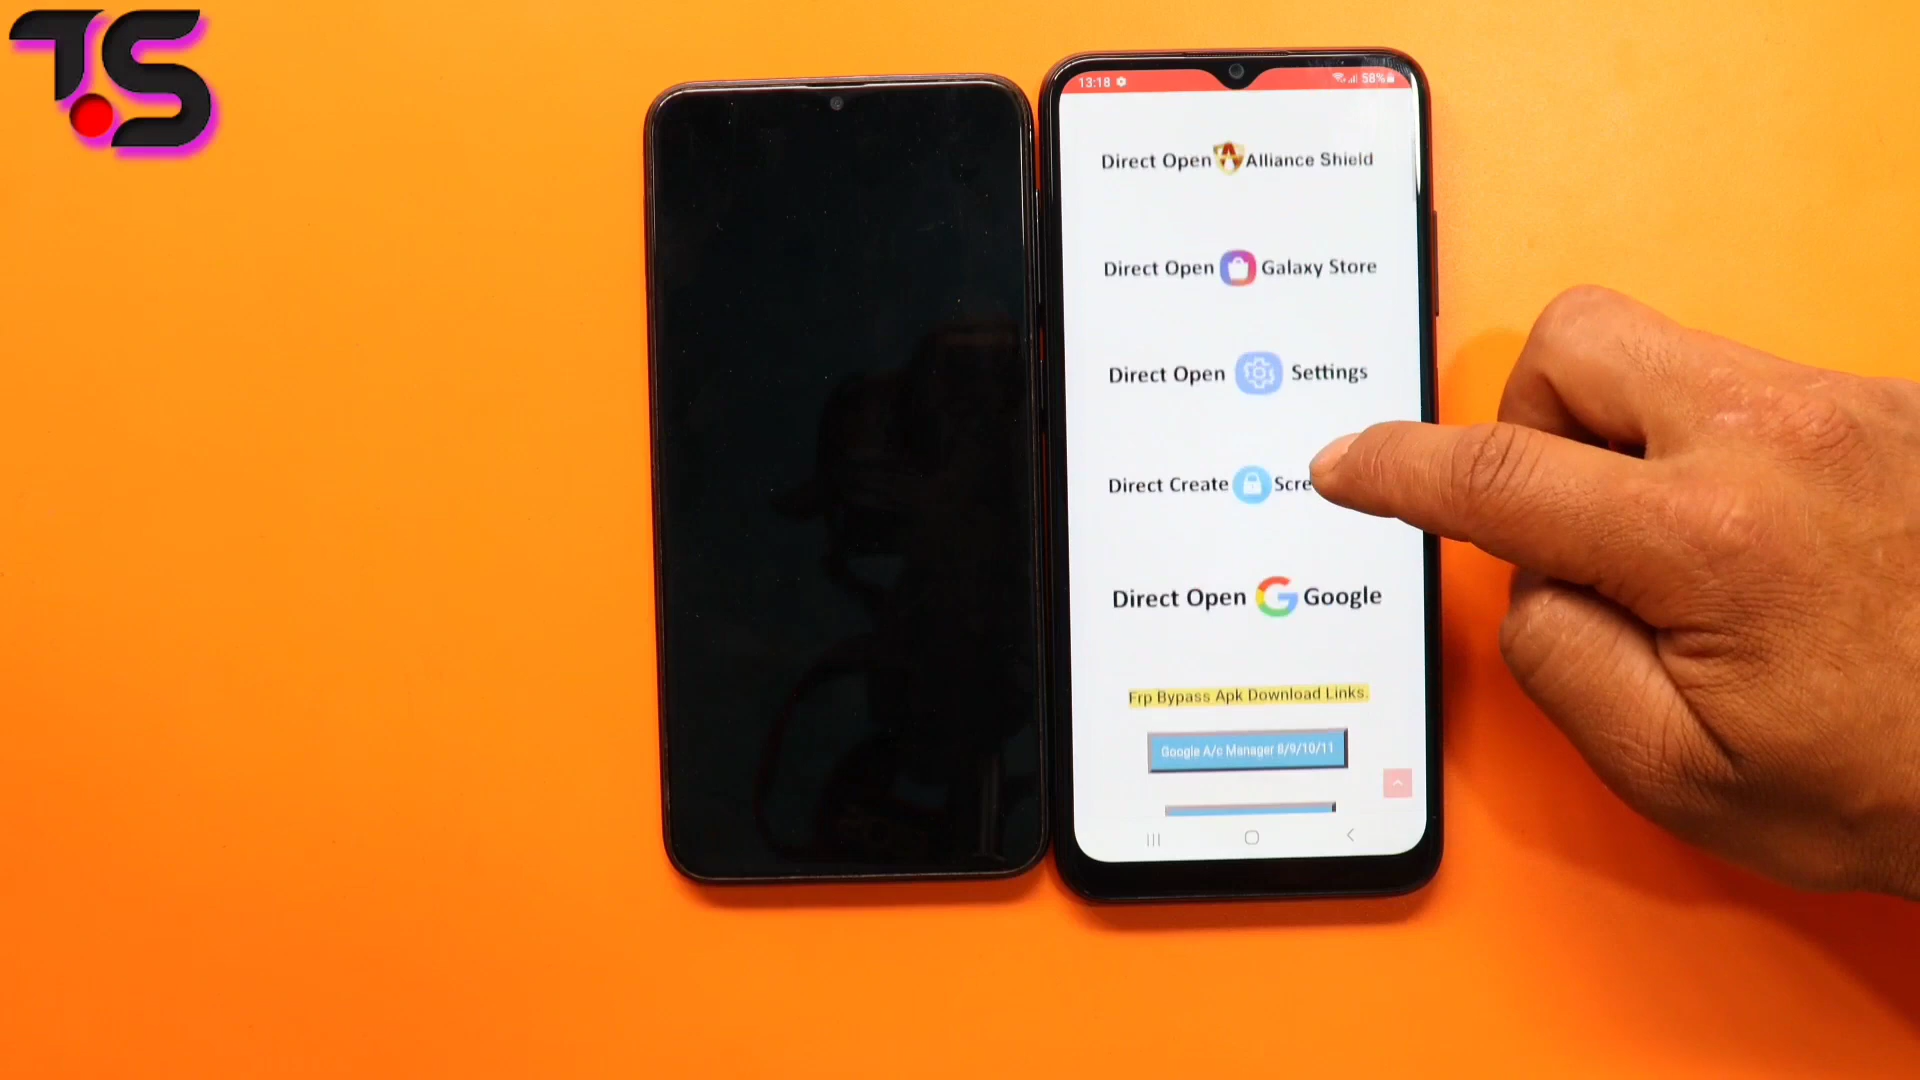 TS
13:18
58%
Direct Open Alliance Shield
Direct Open Galaxy Store
Direct Open Settings
Direct Create Scre
Direct Open Google
Frp Bypass Apk Download Links.
Google A/c Manager 8/9/10/11